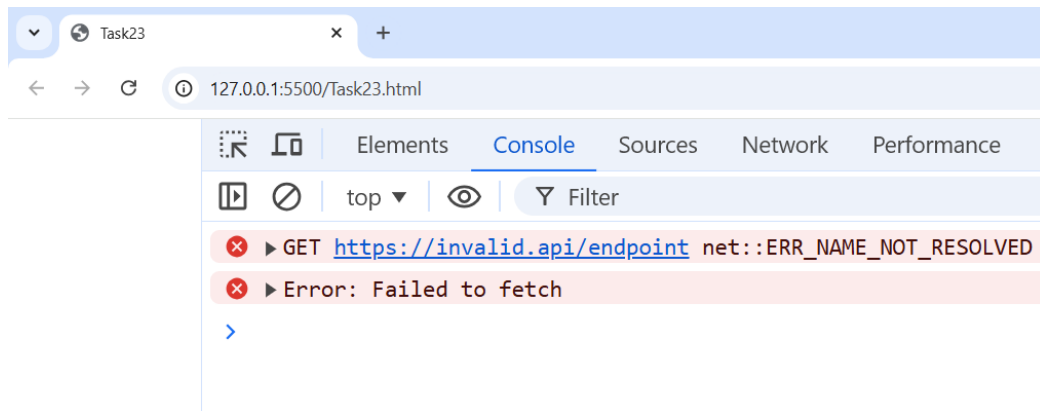 Task23
127.0.0.1:5500/Task23.html
Elements Console Sources Network Performance
top Filter
GET https://invalid.api/endpoint net::ERR_NAME_NOT_RESOLVED
Error: Failed to fetch